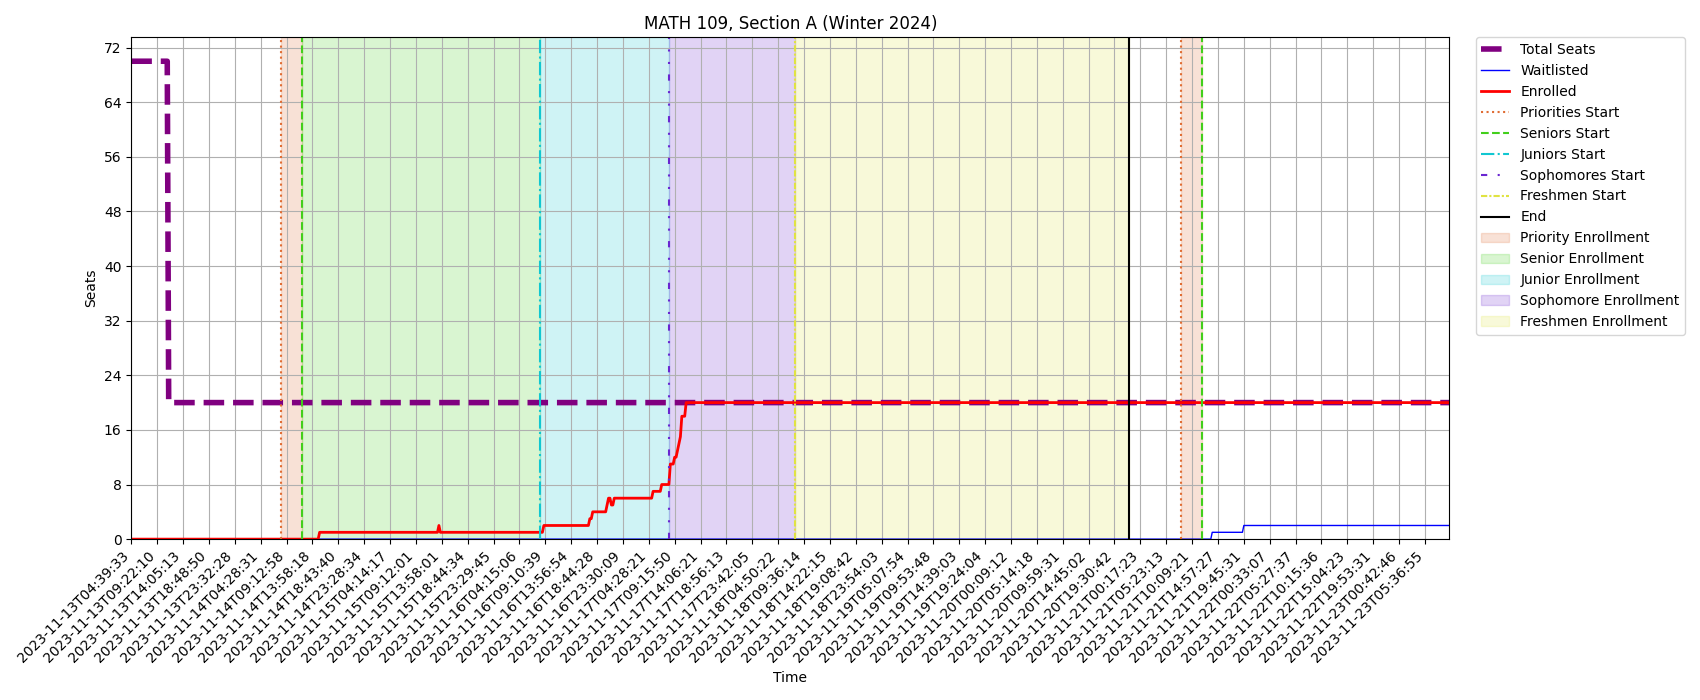 MATH 109, Section A (Winter 2024)
Seats
72
64
56
48
40
32
24
16
8
0
2023-11-13T04:39:33
2023-11-13T09:22:10
2023-11-13T14:05:13
2023-11-13T18:48:50
2023-11-13T23:32:28
2023-11-14T04:28:31
2023-11-14T09:12:58
2023-11-14T13:58:18
2023-11-14T18:43:40
2023-11-14T23:28:34
2023-11-15T04:14:17
2023-11-15T09:12:01
2023-11-15T13:58:01
2023-11-15T18:44:34
2023-11-15T23:29:45
2023-11-16T04:15:06
2023-11-16T09:10:39
2023-11-16T13:56:54
2023-11-16T18:44:28
2023-11-16T23:30:09
2023-11-17T04:28:21
2023-11-17T09:15:50
2023-11-17T14:06:21
2023-11-17T18:56:13
2023-11-17T23:42:05
2023-11-18T04:50:22
2023-11-18T09:36:14
2023-11-18T14:22:15
2023-11-18T19:08:42
2023-11-18T23:54:03
2023-11-19T05:07:54
2023-11-19T09:53:48
2023-11-19T14:39:03
2023-11-19T19:24:04
2023-11-20T00:09:12
2023-11-20T05:14:18
2023-11-20T09:59:31
2023-11-20T14:45:02
2023-11-20T19:30:42
2023-11-21T00:17:23
2023-11-21T05:23:13
2023-11-21T10:09:21
2023-11-21T14:57:27
2023-11-21T19:45:31
2023-11-22T00:33:07
2023-11-22T05:27:37
2023-11-22T10:15:36
2023-11-22T15:04:23
2023-11-22T19:53:31
2023-11-23T00:42:46
2023-11-23T05:36:55
Time
Total Seats
Waitlisted
Enrolled
Priorities Start
Seniors Start
Juniors Start
Sophomores Start
Freshmen Start
End
Priority Enrollment
Senior Enrollment
Junior Enrollment
Sophomore Enrollment
Freshmen Enrollment